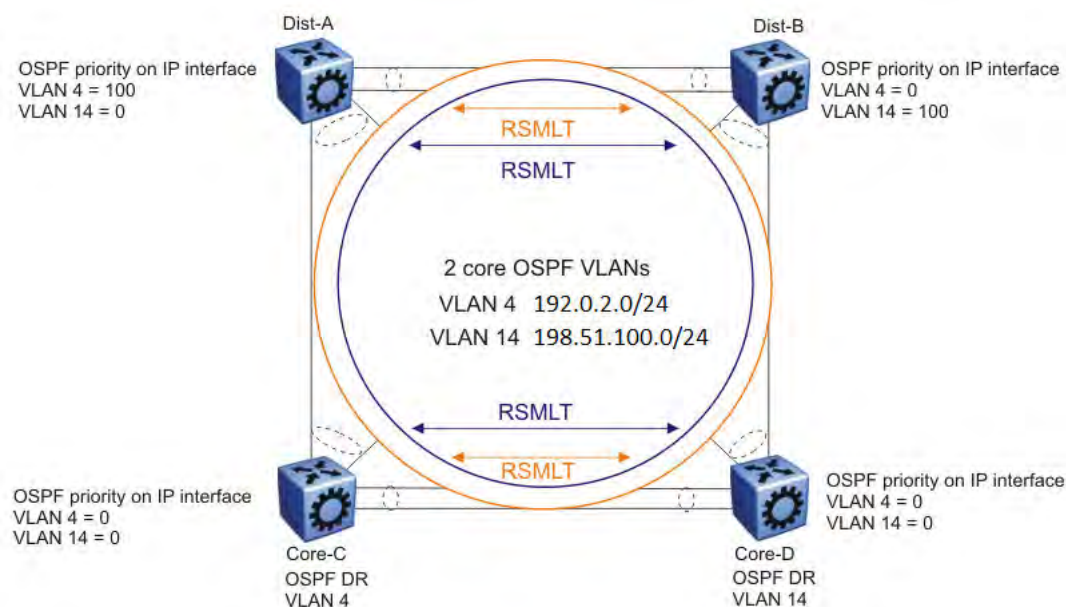 Dist-A
Dist-B
OSPF priority on IP interface
VLAN 4 = 100
VLAN 14 = 0
OSPF priority on IP interface
VLAN 4 = 0
VLAN 14 = 100
RSMLT
RSMLT
2 core OSPF VLANs
VLAN 4 192.0.2.0/24
VLAN 14 198.51.100.0/24
RSMLT
RSMLT
OSPF priority on IP interface
VLAN 4 = 0
VLAN 14 = 0
OSPF priority on IP interface
VLAN 4 = 0
VLAN 14 = 0
Core-C
OSPF DR
VLAN 4
Core-D
OSPF DR
VLAN 14